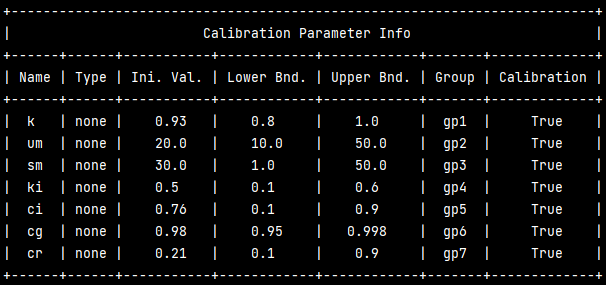 Calibration Parameter Info
Name | Type | Ini. Val. | Lower Bnd. | Upper Bnd. | Group | Calibration
k | none | 0.93 | 0.8 | 1.0 | gp1 | True
um | none | 20.0 | 10.0 | 50.0 | gp2 | True
sm | none | 30.0 | 1.0 | 50.0 | gp3 | True
ki | none | 0.5 | 0.1 | 0.6 | gp4 | True
ci | none | 0.76 | 0.1 | 0.9 | gp5 | True
cg | none | 0.98 | 0.95 | 0.998 | gp6 | True
cr | none | 0.21 | 0.1 | 0.9 | gp7 | True